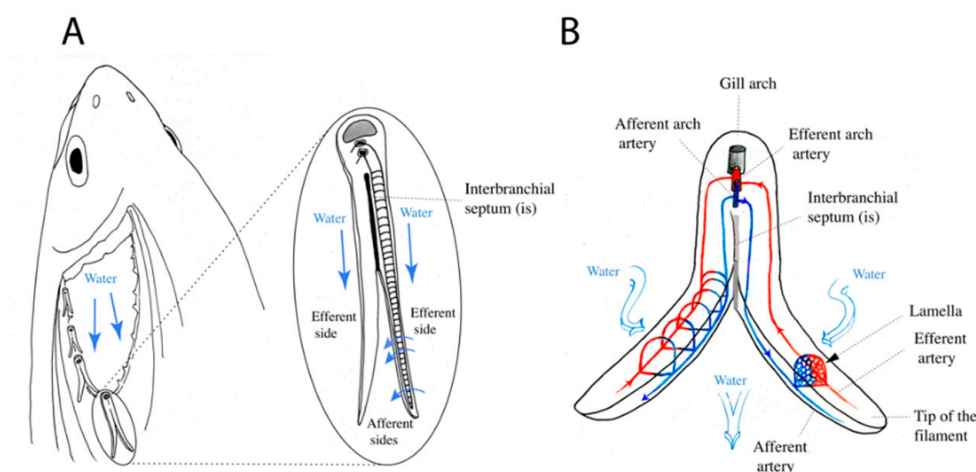 A
Water
Water
Water
Interbranchial
septum (is)
Efferent
side
Efferent
side
Afferent
sides
B
Gill arch
Afferent arch
artery
Efferent arch
artery
Interbranchial
septum (is)
Water
Water
Lamella
Efferent
artery
Water
Tip of the
filament
Afferent
artery